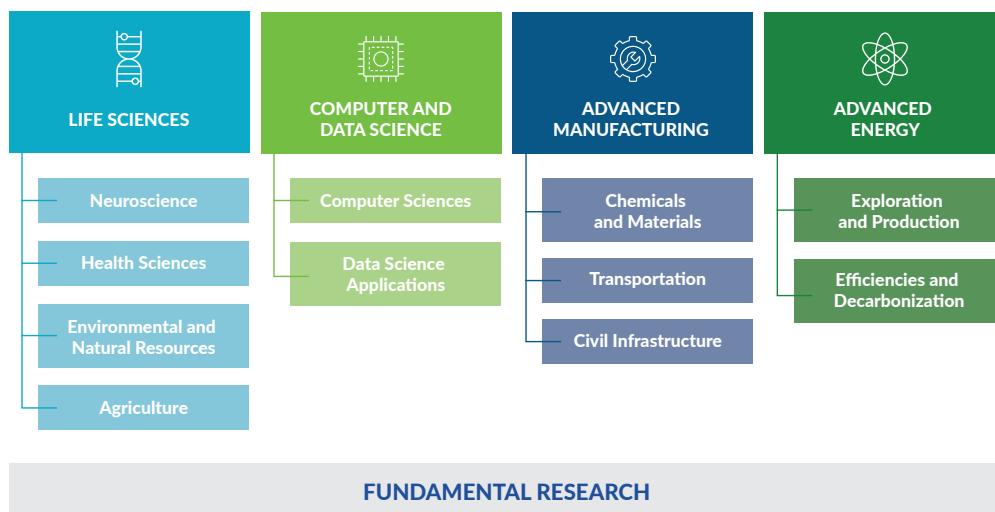 LIFE SCIENCES
Neuroscience
Health Sciences
Environmental and
Natural Resources
Agriculture
COMPUTER AND
DATA SCIENCE
Computer Sciences
Data Science
Applications
ADVANCED
MANUFACTURING
Chemicals
and Materials
Transportation
Civil Infrastructure
ADVANCED
ENERGY
Exploration
and Production
Efficiencies and
Decarbonization
FUNDAMENTAL RESEARCH